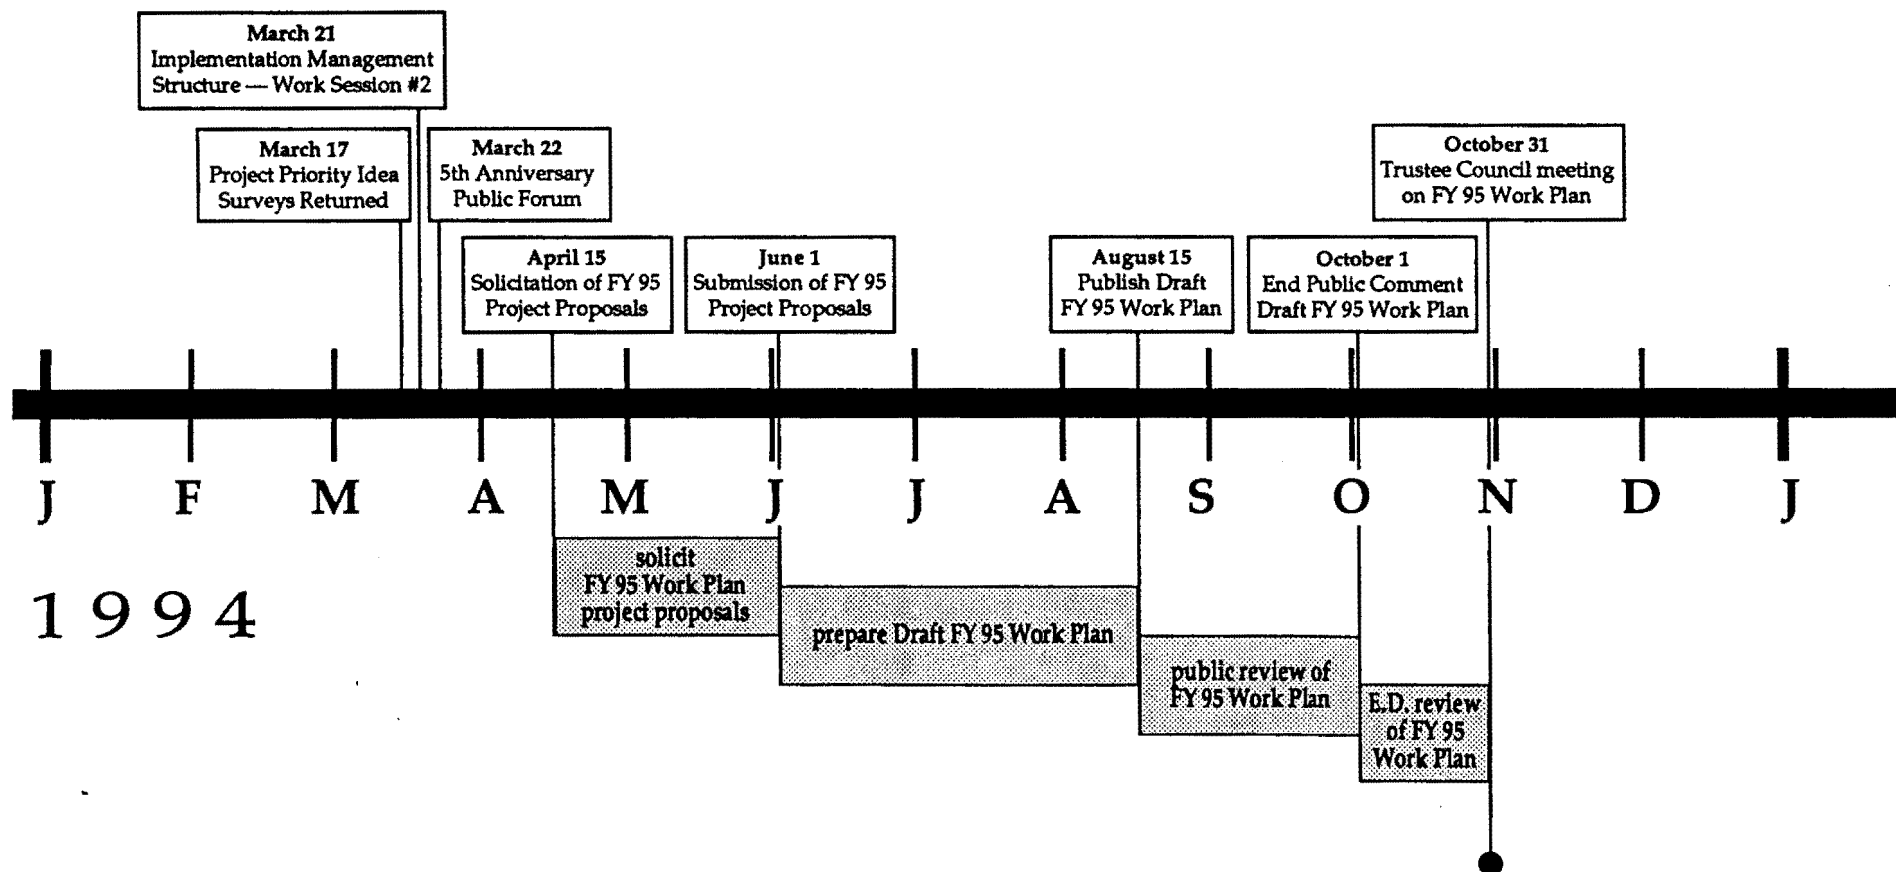 March 21
Implementation Management
Structure — Work Session #2
March 17
Project Priority Idea
Surveys Returned
March 22
5th Anniversary
Public Forum
October 31
Trustee Council meeting
on FY 95 Work Plan
April 15
Solicitation of FY 95
Project Proposals
June 1
Submission of FY 95
Project Proposals
August 15
Publish Draft
FY 95 Work Plan
October 1
End Public Comment
Draft FY 95 Work Plan
J F M A M J J A S O N D J
1994
solicit
FY 95 Work Plan
project proposals
prepare Draft FY 95 Work Plan
public review of
FY 95 Work Plan
E.D. review
of FY 95
Work Plan